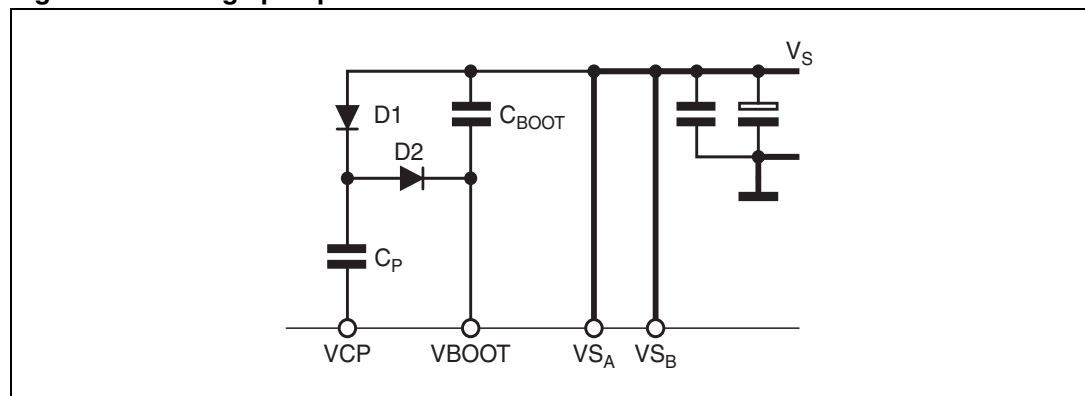 V_S
D1
C_BOOT
D2
C_P
VCP VBOOT VS_A VS_B